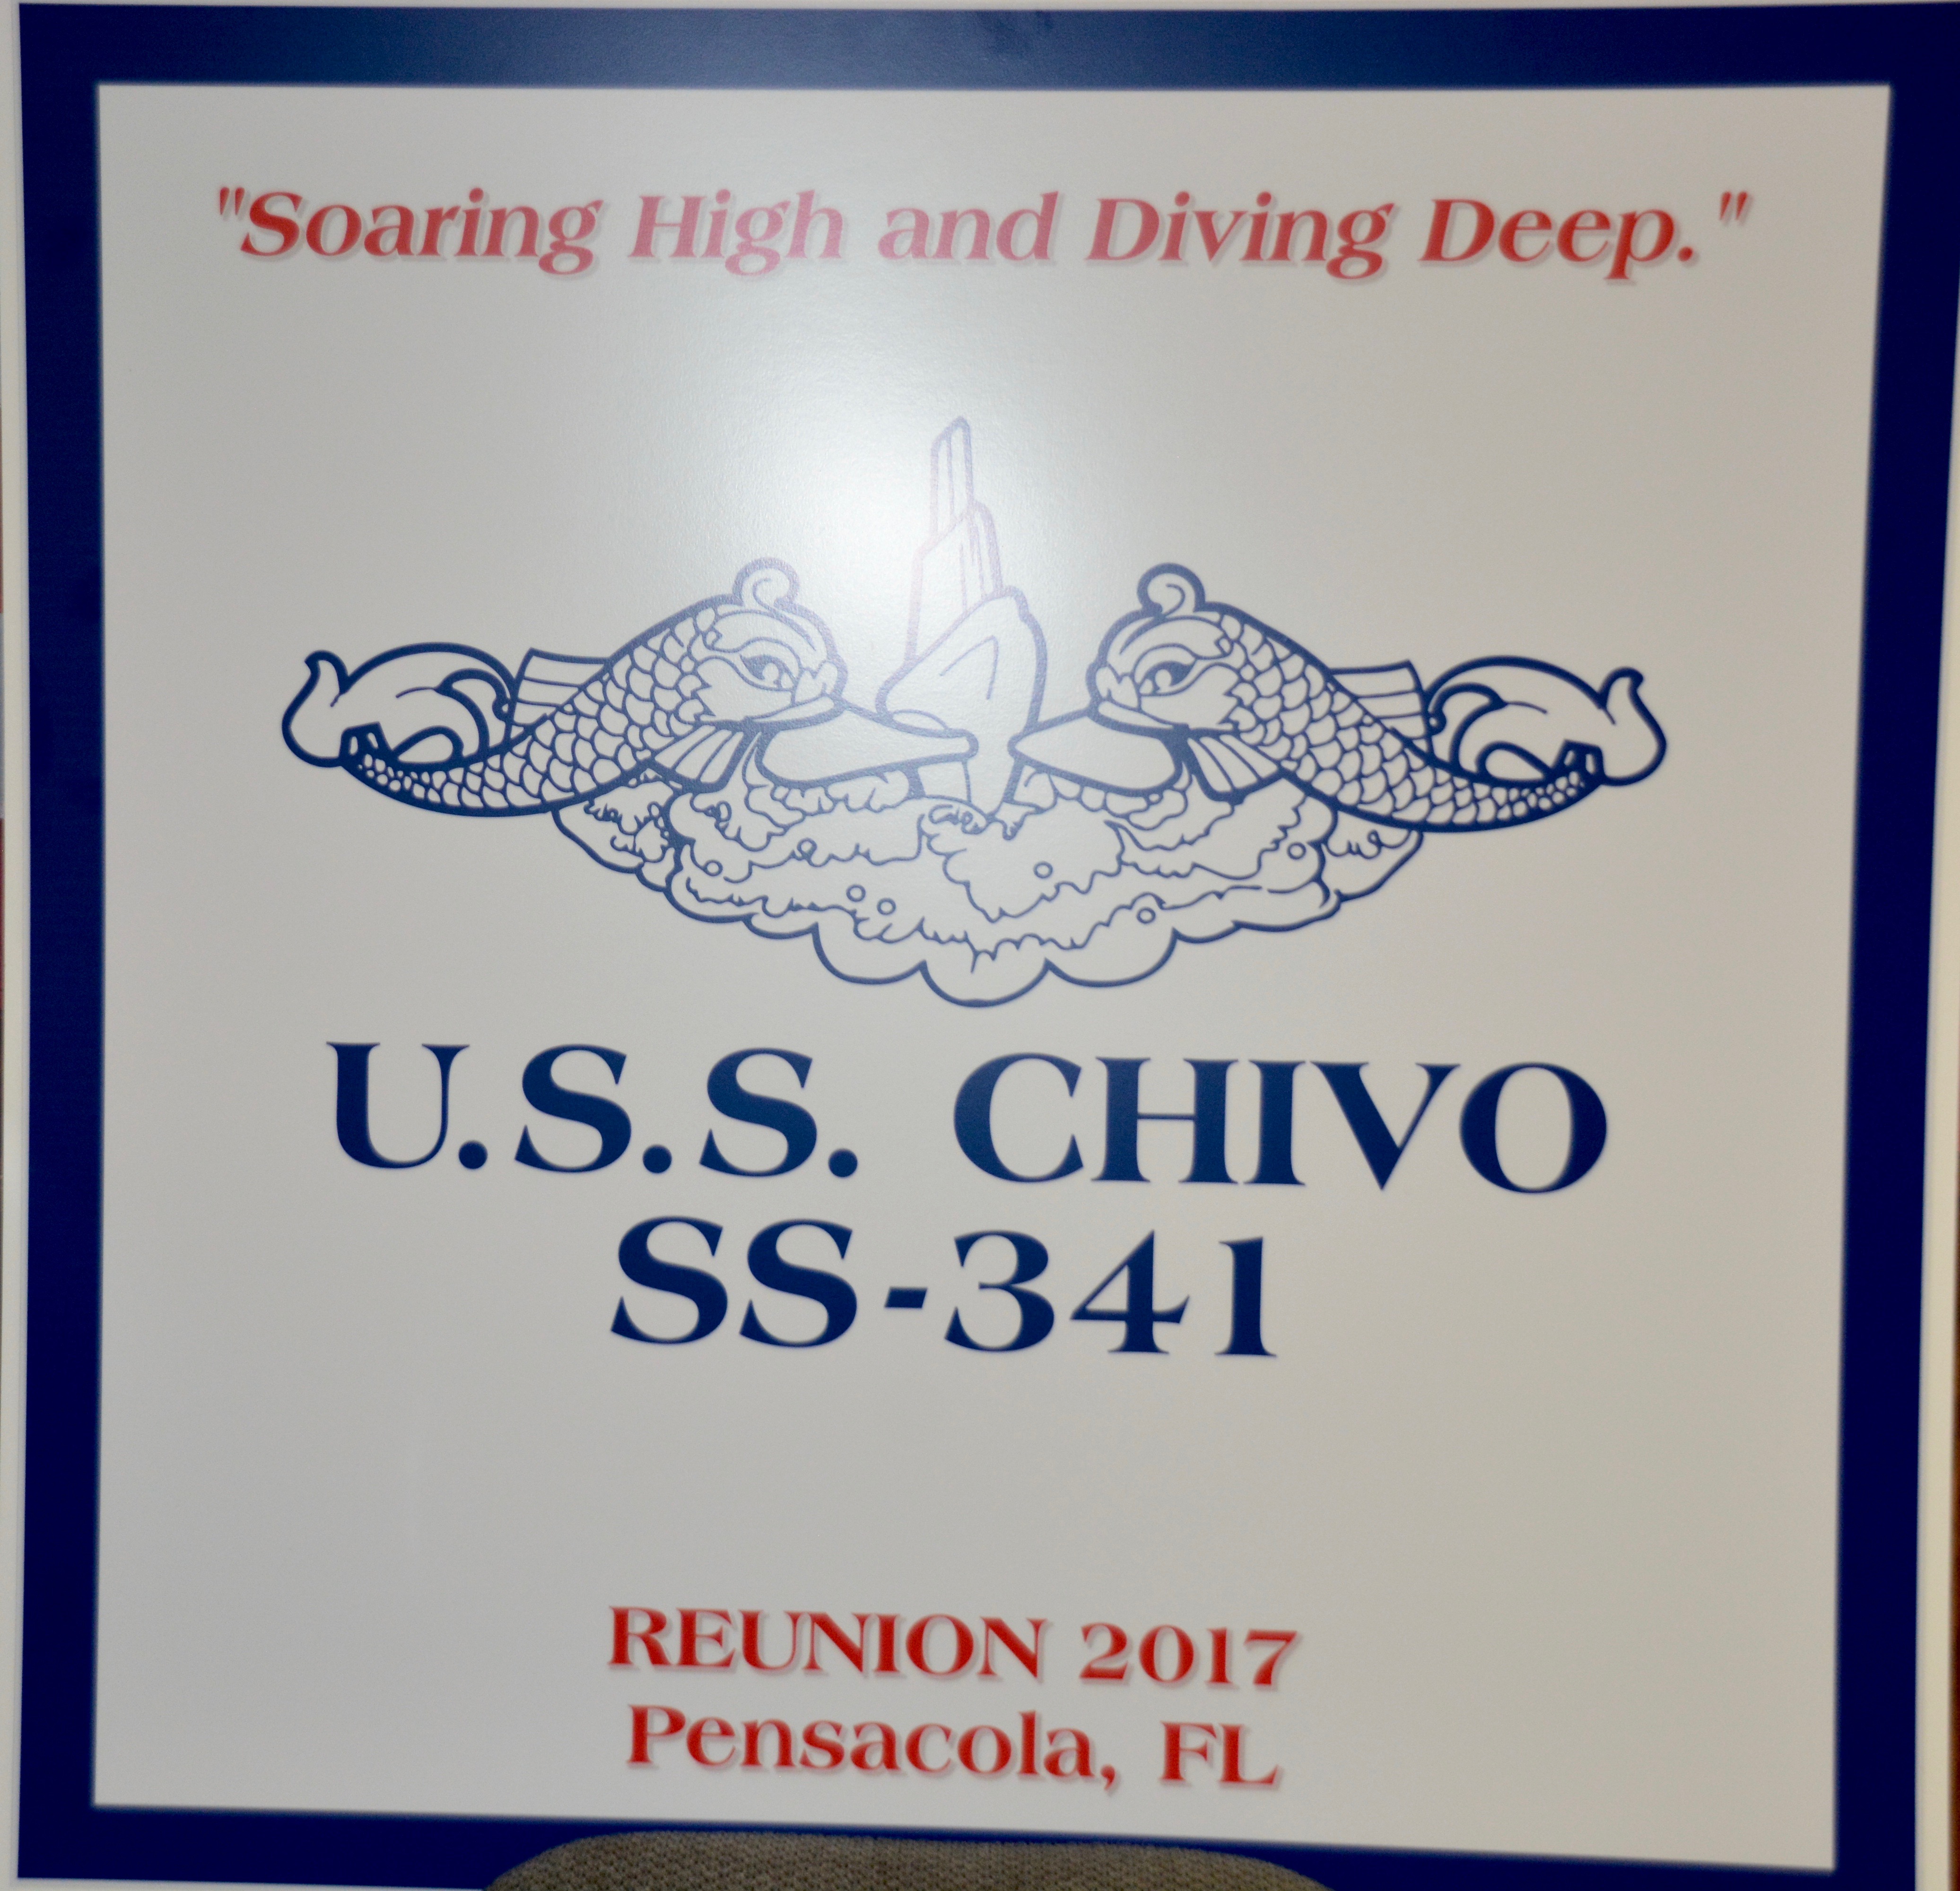 "Soaring High and Diving Deep."
U.S.S. CHIVO
SS-341
REUNION 2017
Pensacola, FL